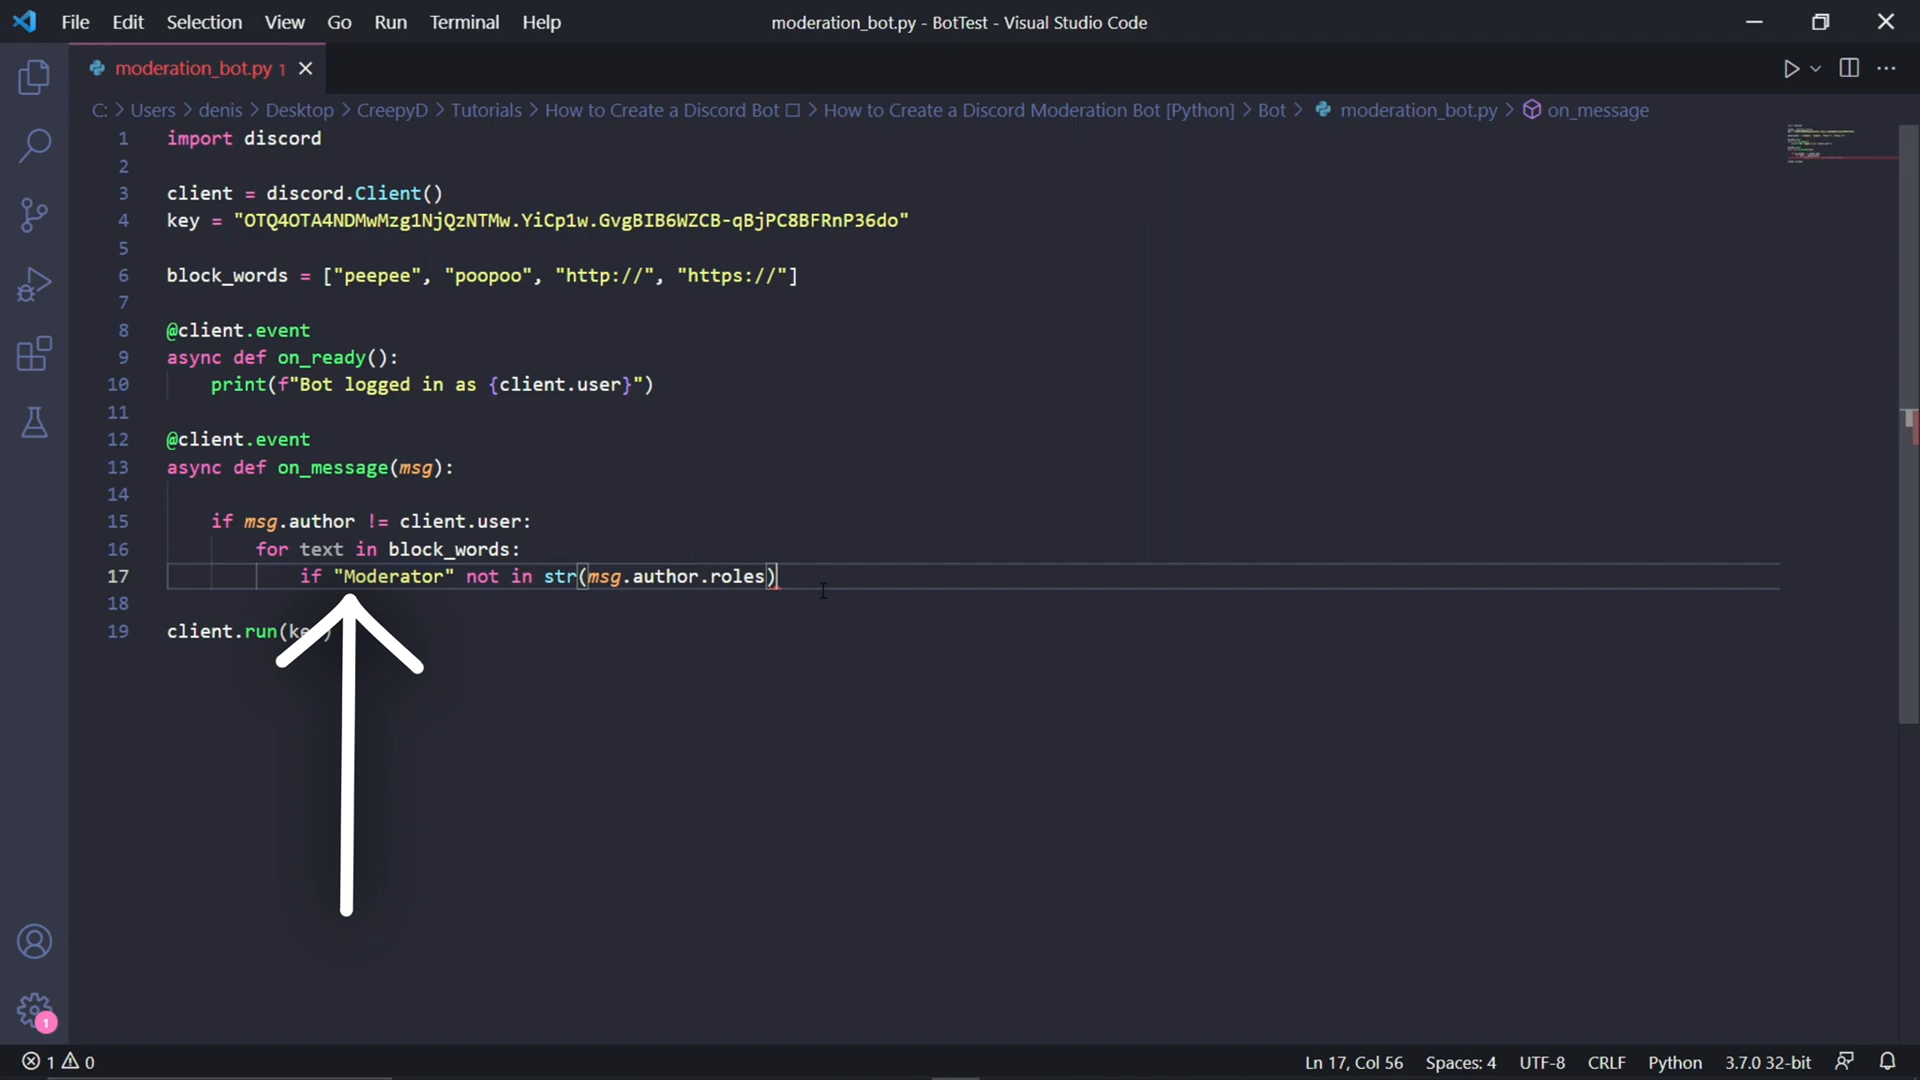 File Edit Selection View Go Run Terminal Help moderation_bot.py - BotTest - Visual Studio Code
moderation_bot.py 1
C: > Users > denis > Desktop > CreepyD > Tutorials > How to Create a Discord Bot □ > How to Create a Discord Moderation Bot [Python] > Bot > moderation_bot.py > on_message
1 import discord
2
3 client = discord.Client()
4 key = "OTQ4OTA4NDMwMzg1NjQzNTMw.YiCp1w.GvgBIB6WZCB-qBjPC8BFRnP36do"
5
6 block_words = ["peepee", "poopoo", "http://", "https://"]
7
8 @client.event
9 async def on_ready():
10 print(f"Bot logged in as {client.user}")
11
12 @client.event
13 async def on_message(msg):
14
15 if msg.author != client.user:
16 for text in block_words:
17 if "Moderator" not in str(msg.author.roles)
18
19 client.run(key)
1
1 0 Ln 17, Col 56 Spaces: 4 UTF-8 CRLF Python 3.7.0 32-bit